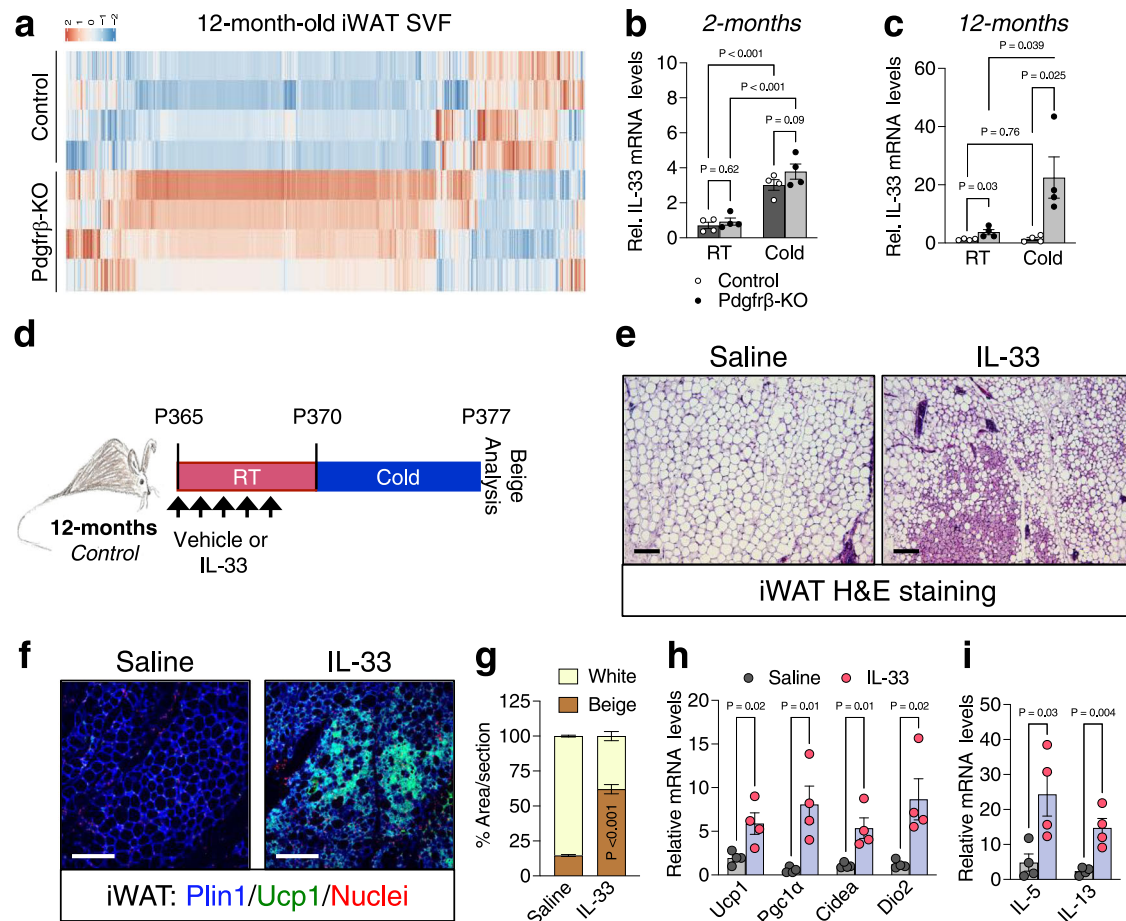 a
2 1 0 −1 −2
12-month-old iWAT SVF
Control
Pdgfrβ-KO
b
2-months
Rel. IL-33 mRNA levels
10
8
6
4
2
0
P < 0.001
P < 0.001
P = 0.09
P = 0.62
RT
Cold
Control
Pdgfrβ-KO
c
12-months
Rel. IL-33 mRNA levels
60
40
20
0
P = 0.039
P = 0.025
P = 0.76
P = 0.03
RT
Cold
d
P365
P370
P377
RT
Cold
Beige
Analysis
12-months
Control
Vehicle or
IL-33
e
Saline
IL-33
iWAT H&E staining
f
Saline
IL-33
iWAT: Plin1/Ucp1/Nuclei
g
White
Beige
% Area/section
125
100
75
50
25
0
P <0.001
Saline
IL-33
h
Saline
IL-33
Relative mRNA levels
20
15
10
5
0
P = 0.02
P = 0.01
P = 0.01
P = 0.02
Ucp1
Pgc1α
Cidea
Dio2
i
Relative mRNA levels
50
40
30
20
10
0
P = 0.03
P = 0.004
IL-5
IL-13